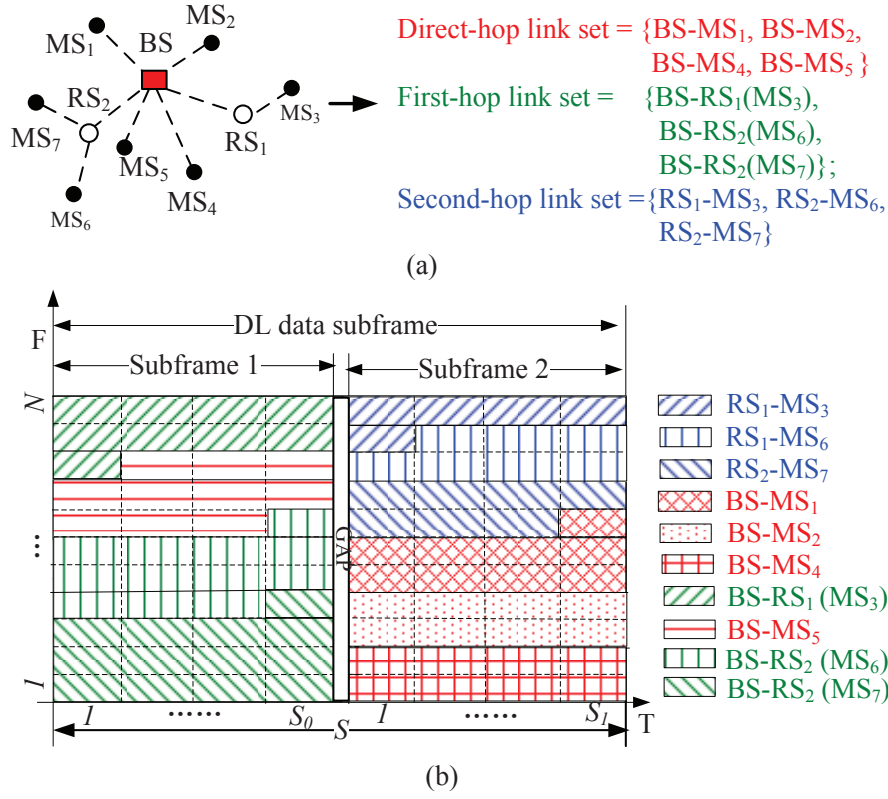 MS₁
BS
MS₂
RS₂
MS₃
MS₇
RS₁
MS₅
MS₄
MS₆
Direct-hop link set = {BS-MS₁, BS-MS₂,
BS-MS₄, BS-MS₅}
First-hop link set = {BS-RS₁(MS₃),
BS-RS₂(MS₆),
BS-RS₂(MS₇)};
Second-hop link set ={RS₁-MS₃, RS₂-MS₆,
RS₂-MS₇}
(a)
F
DL data subframe
Subframe 1
Subframe 2
N
...
1
GAP
1
......
S₀
S
1
......
S₁
T
RS₁-MS₃
RS₁-MS₆
RS₂-MS₇
BS-MS₁
BS-MS₂
BS-MS₄
BS-RS₁ (MS₃)
BS-MS₅
BS-RS₂ (MS₆)
BS-RS₂ (MS₇)
(b)